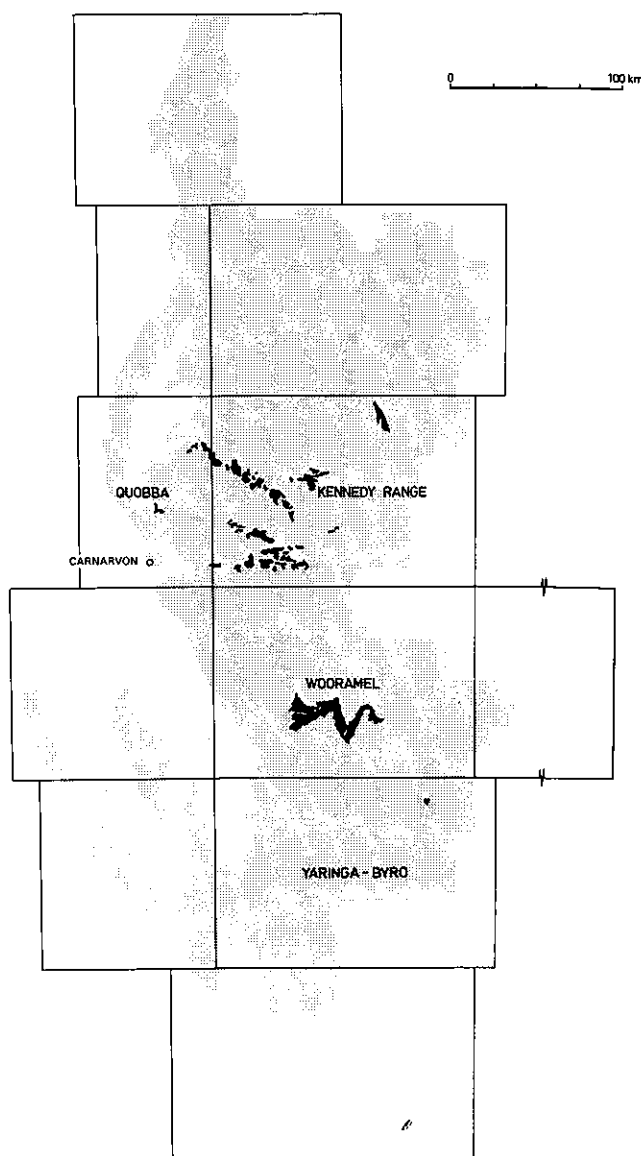 0 100 km
QUOBBA
KENNEDY RANGE
CARNARVON
WOORAMEL
YARINGA - BYRO